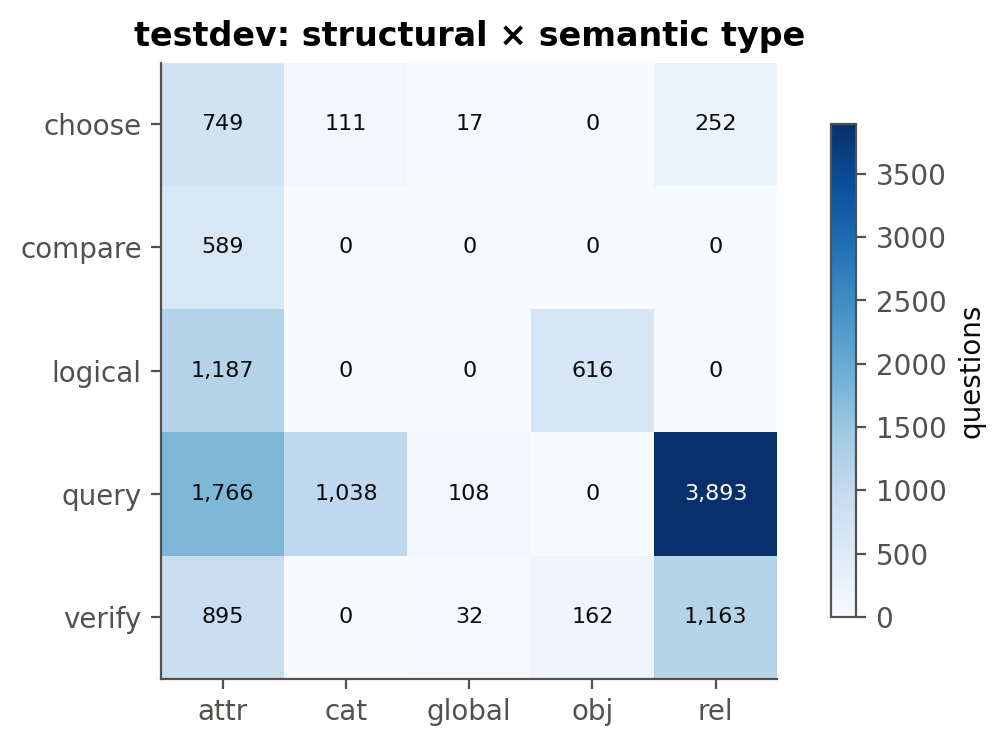 testdev: structural × semantic type
choose 749 111 17 0 252
compare 589 0 0 0 0
logical 1,187 0 0 616 0
query 1,766 1,038 108 0 3,893
verify 895 0 32 162 1,163
attr cat global obj rel
3500
3000
2500
2000
1500
1000
500
0
questions